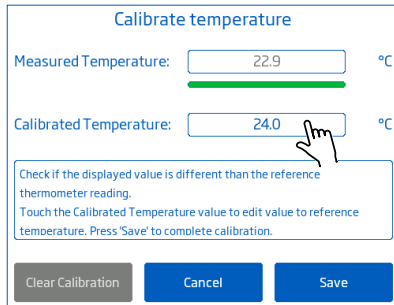 Calibrate temperature
Measured Temperature: 22.9 °C
Calibrated Temperature: 24.0 °C
Check if the displayed value is different than the reference
thermometer reading.
Touch the Calibrated Temperature value to edit value to reference
temperature. Press 'Save' to complete calibration.
Clear Calibration Cancel Save